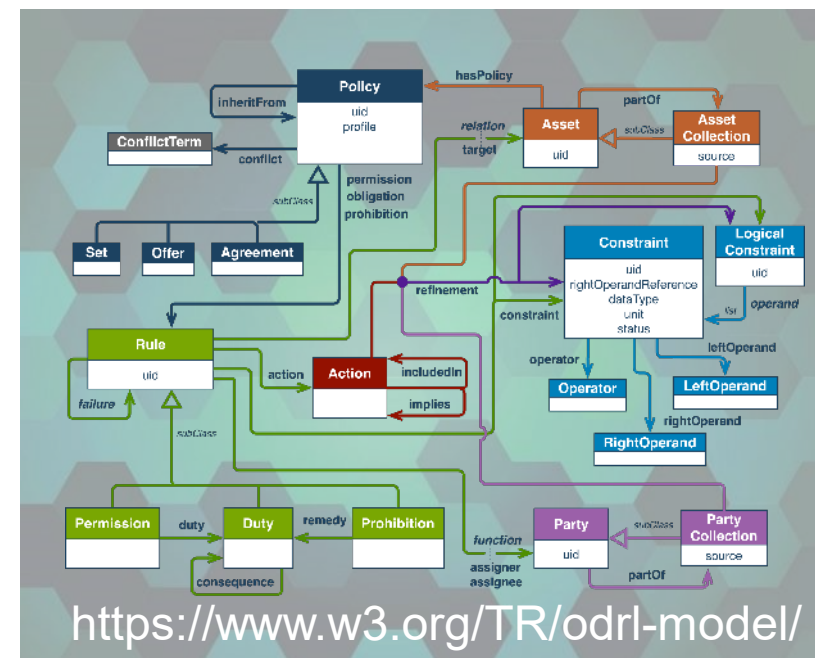 Policy
uid
profile
inheritFrom
hasPolicy
partOf
relation
target
Asset
uid
subClass
Asset
Collection
source
ConflictTerm
conflict
permission
obligation
prohibition
subClass
Set
Offer
Agreement
refinement
constraint
Constraint
uid
rightOperandReference
dataType
unit
status
Logical
Constraint
uid
operand
leftOperand
operator
Operator
LeftOperand
rightOperand
RightOperand
Rule
uid
failure
action
Action
includedIn
implies
subClass
Permission
duty
Duty
remedy
Prohibition
consequence
function
assigner
assignee
Party
uid
subClass
Party
Collection
source
partOf
https://www.w3.org/TR/odrl-model/